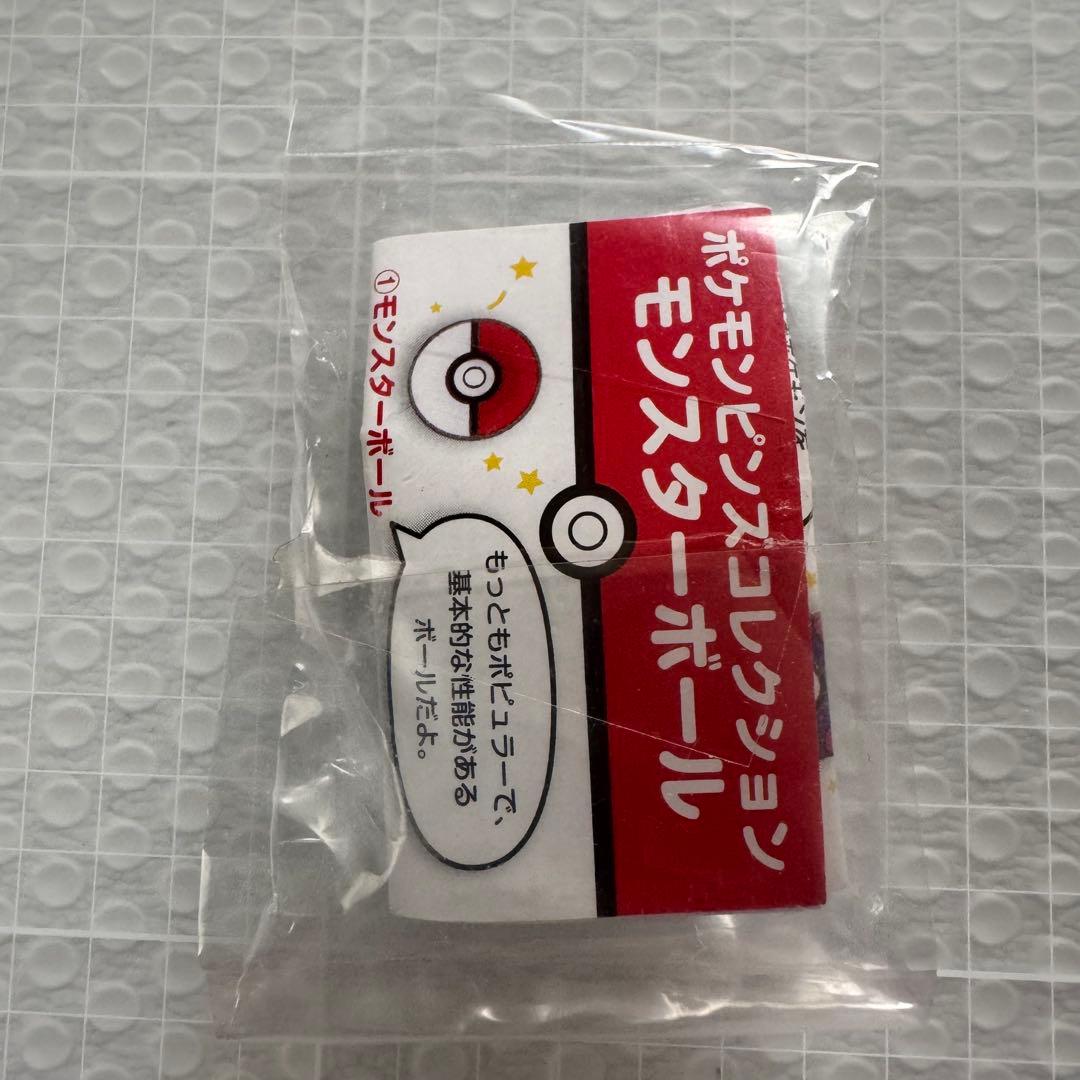 ポケモンピンズコレクション
モンスターボール
①モンスターボール
もっともポピュラーで、
基本的な性能がある
ボールだよ。